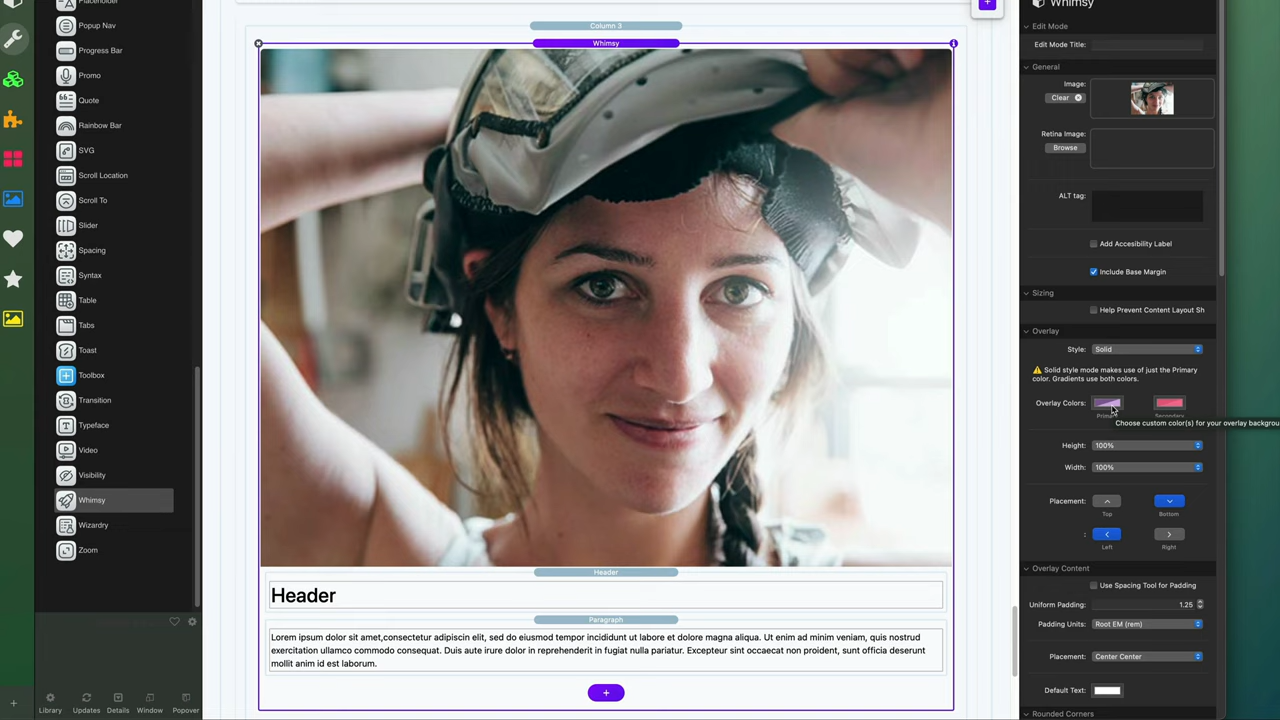 Placeholder
Popup Nav
Progress Bar
Promo
Quote
Rainbow Bar
SVG
Scroll Location
Scroll To
Slider
Spacing
Syntax
Table
Tabs
Toast
Toolbox
Transition
Typeface
Video
Visibility
Whimsy
Wizardry
Zoom
Library
Updates
Details
Window
Popover
Column 3
Whimsy
Header
Header
Paragraph
Lorem ipsum dolor sit amet,consectetur adipiscin elit, sed do eiusmod tempor incididunt ut labore et dolore magna aliqua. Ut enim ad minim veniam, quis nostrud
exercitation ullamco commodo consequat. Duis aute irure dolor in reprehenderit in fugiat nulla pariatur. Excepteur sint occaecat non proident, sunt officia deserunt
mollit anim id est laborum.
Whimsy
Edit Mode
Edit Mode Title:
General
Image:
Clear
Retina Image:
Browse
ALT tag:
Add Accesibility Label
Include Base Margin
Sizing
Help Prevent Content Layout Sh
Overlay
Style: Solid
⚠️ Solid style mode makes use of just the Primary
color. Gradients use both colors.
Overlay Colors:
Secondary
Choose custom color(s) for your overlay backgrou
Height: 100%
Width: 100%
Placement:
Top
Bottom
:
Left
Right
Overlay Content
Use Spacing Tool for Padding
Uniform Padding: 1.25
Padding Units: Root EM (rem)
Placement: Center Center
Default Text:
Rounded Corners